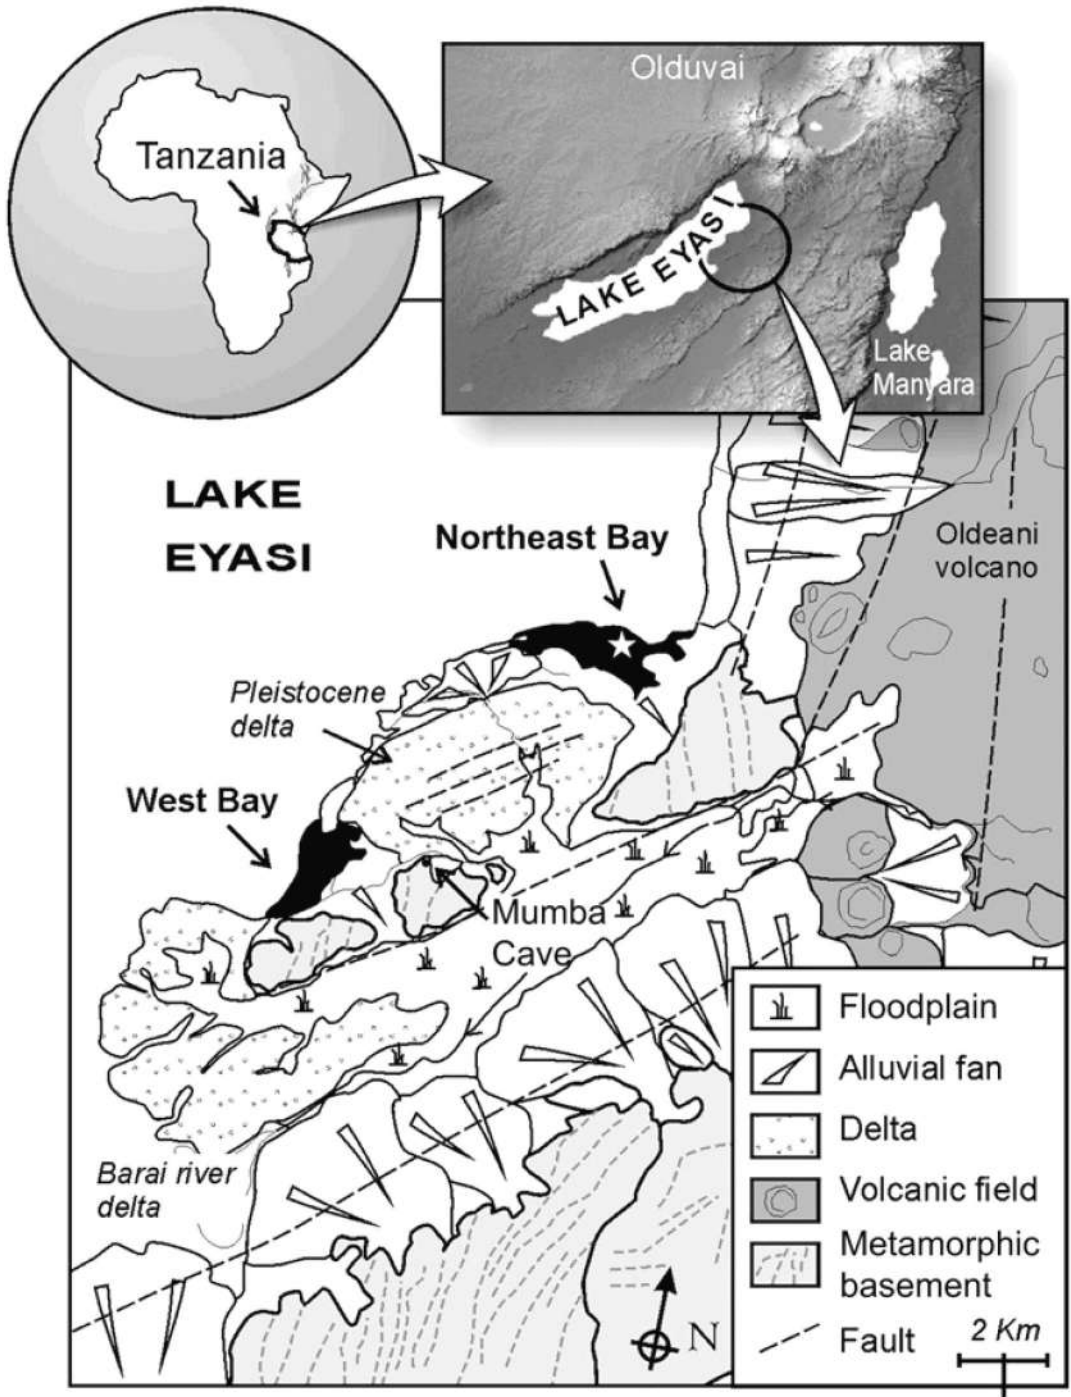 Tanzania
Olduvai
LAKE EYASI
Lake
Manyara
LAKE
EYASI
Northeast Bay
Oldeani
volcano
Pleistocene
delta
West Bay
Mumba
Cave
Barai river
delta
Floodplain
Alluvial fan
Delta
Volcanic field
Metamorphic
basement
Fault
2 Km
N